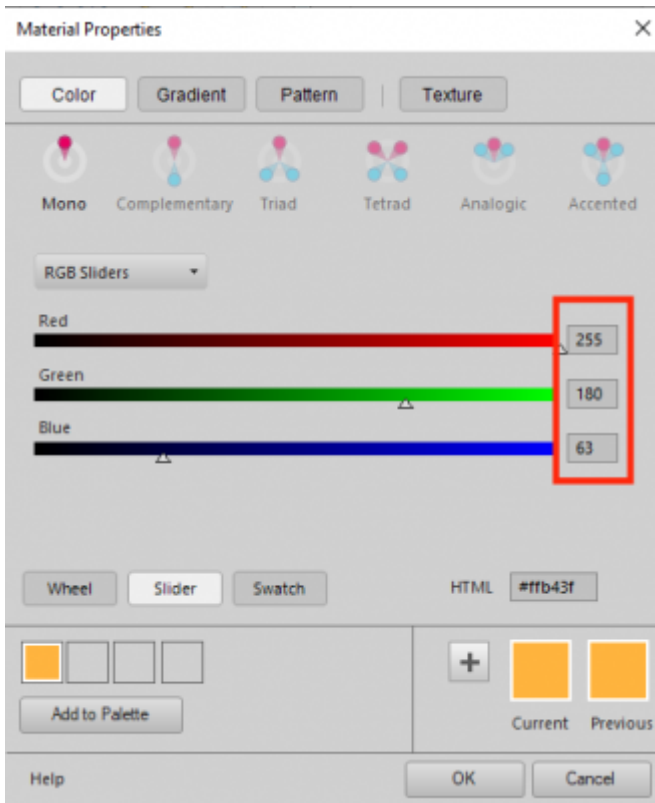 Material Properties
Color Gradient Pattern Texture
Mono Complementary Triad Tetrad Analogic Accented
RGB Sliders
Red
255
Green
180
Blue
63
Wheel Slider Swatch HTML #ffb43f
Add to Palette
Current Previous
Help OK Cancel